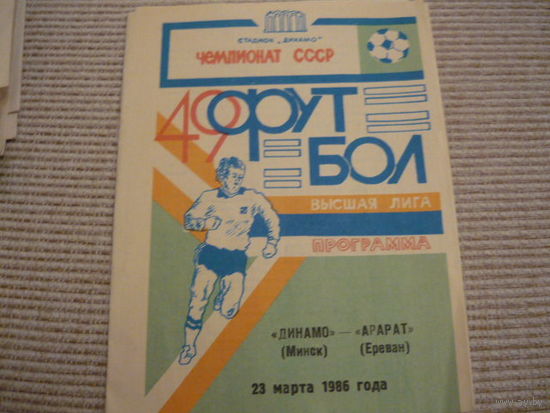 СТАДИОН „ДИНАМО"
ЧЕМПИОНАТ СССР
49 ФУТ
БОЛ
ВЫСШАЯ ЛИГА
ПРОГРАММА
«ДИНАМО» — «АРАРАТ»
(Минск) (Ереван)
23 марта 1986 года